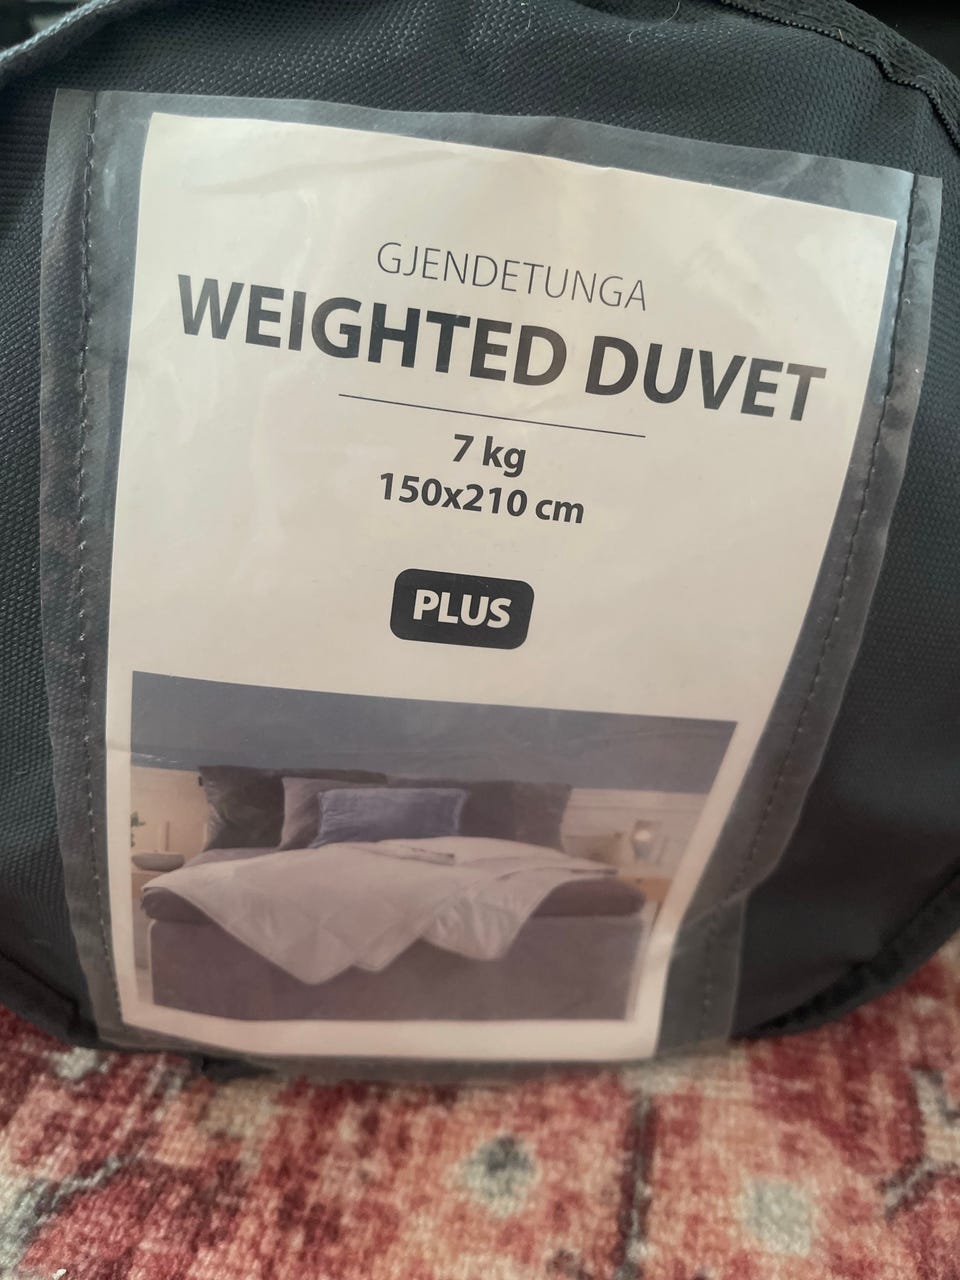 GJENDETUNGA
WEIGHTED DUVET
7 kg
150x210 cm
PLUS